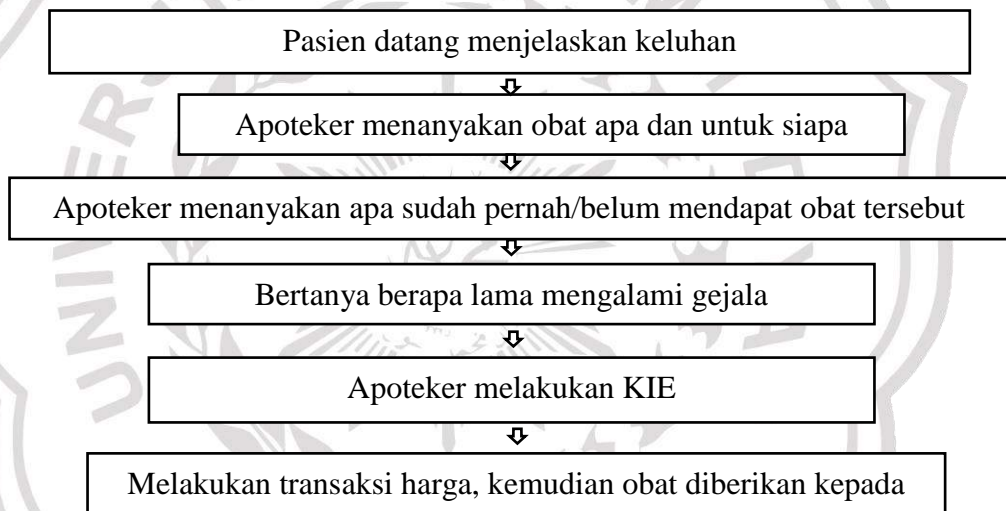 Pasien datang menjelaskan keluhan
Apoteker menanyakan obat apa dan untuk siapa
Apoteker menanyakan apa sudah pernah/belum mendapat obat tersebut
Bertanya berapa lama mengalami gejala
Apoteker melakukan KIE
Melakukan transaksi harga, kemudian obat diberikan kepada